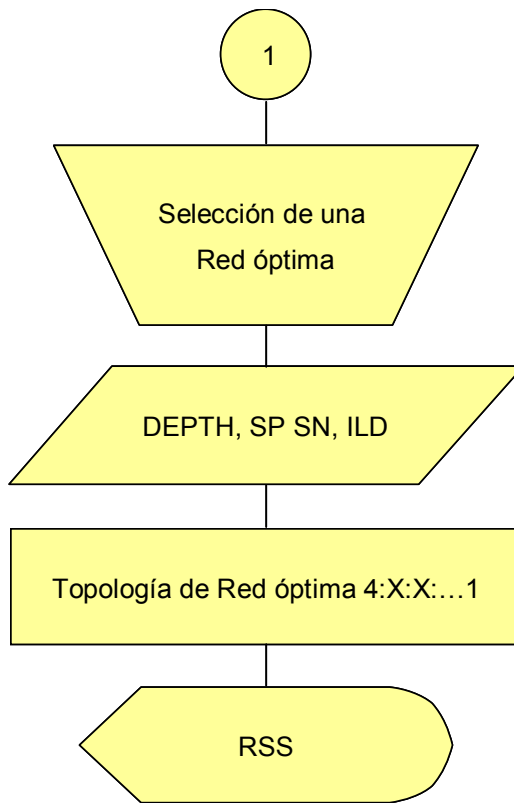 1
Selección de una
Red óptima
DEPTH, SP SN, ILD
Topología de Red óptima 4:X:X:…1
RSS